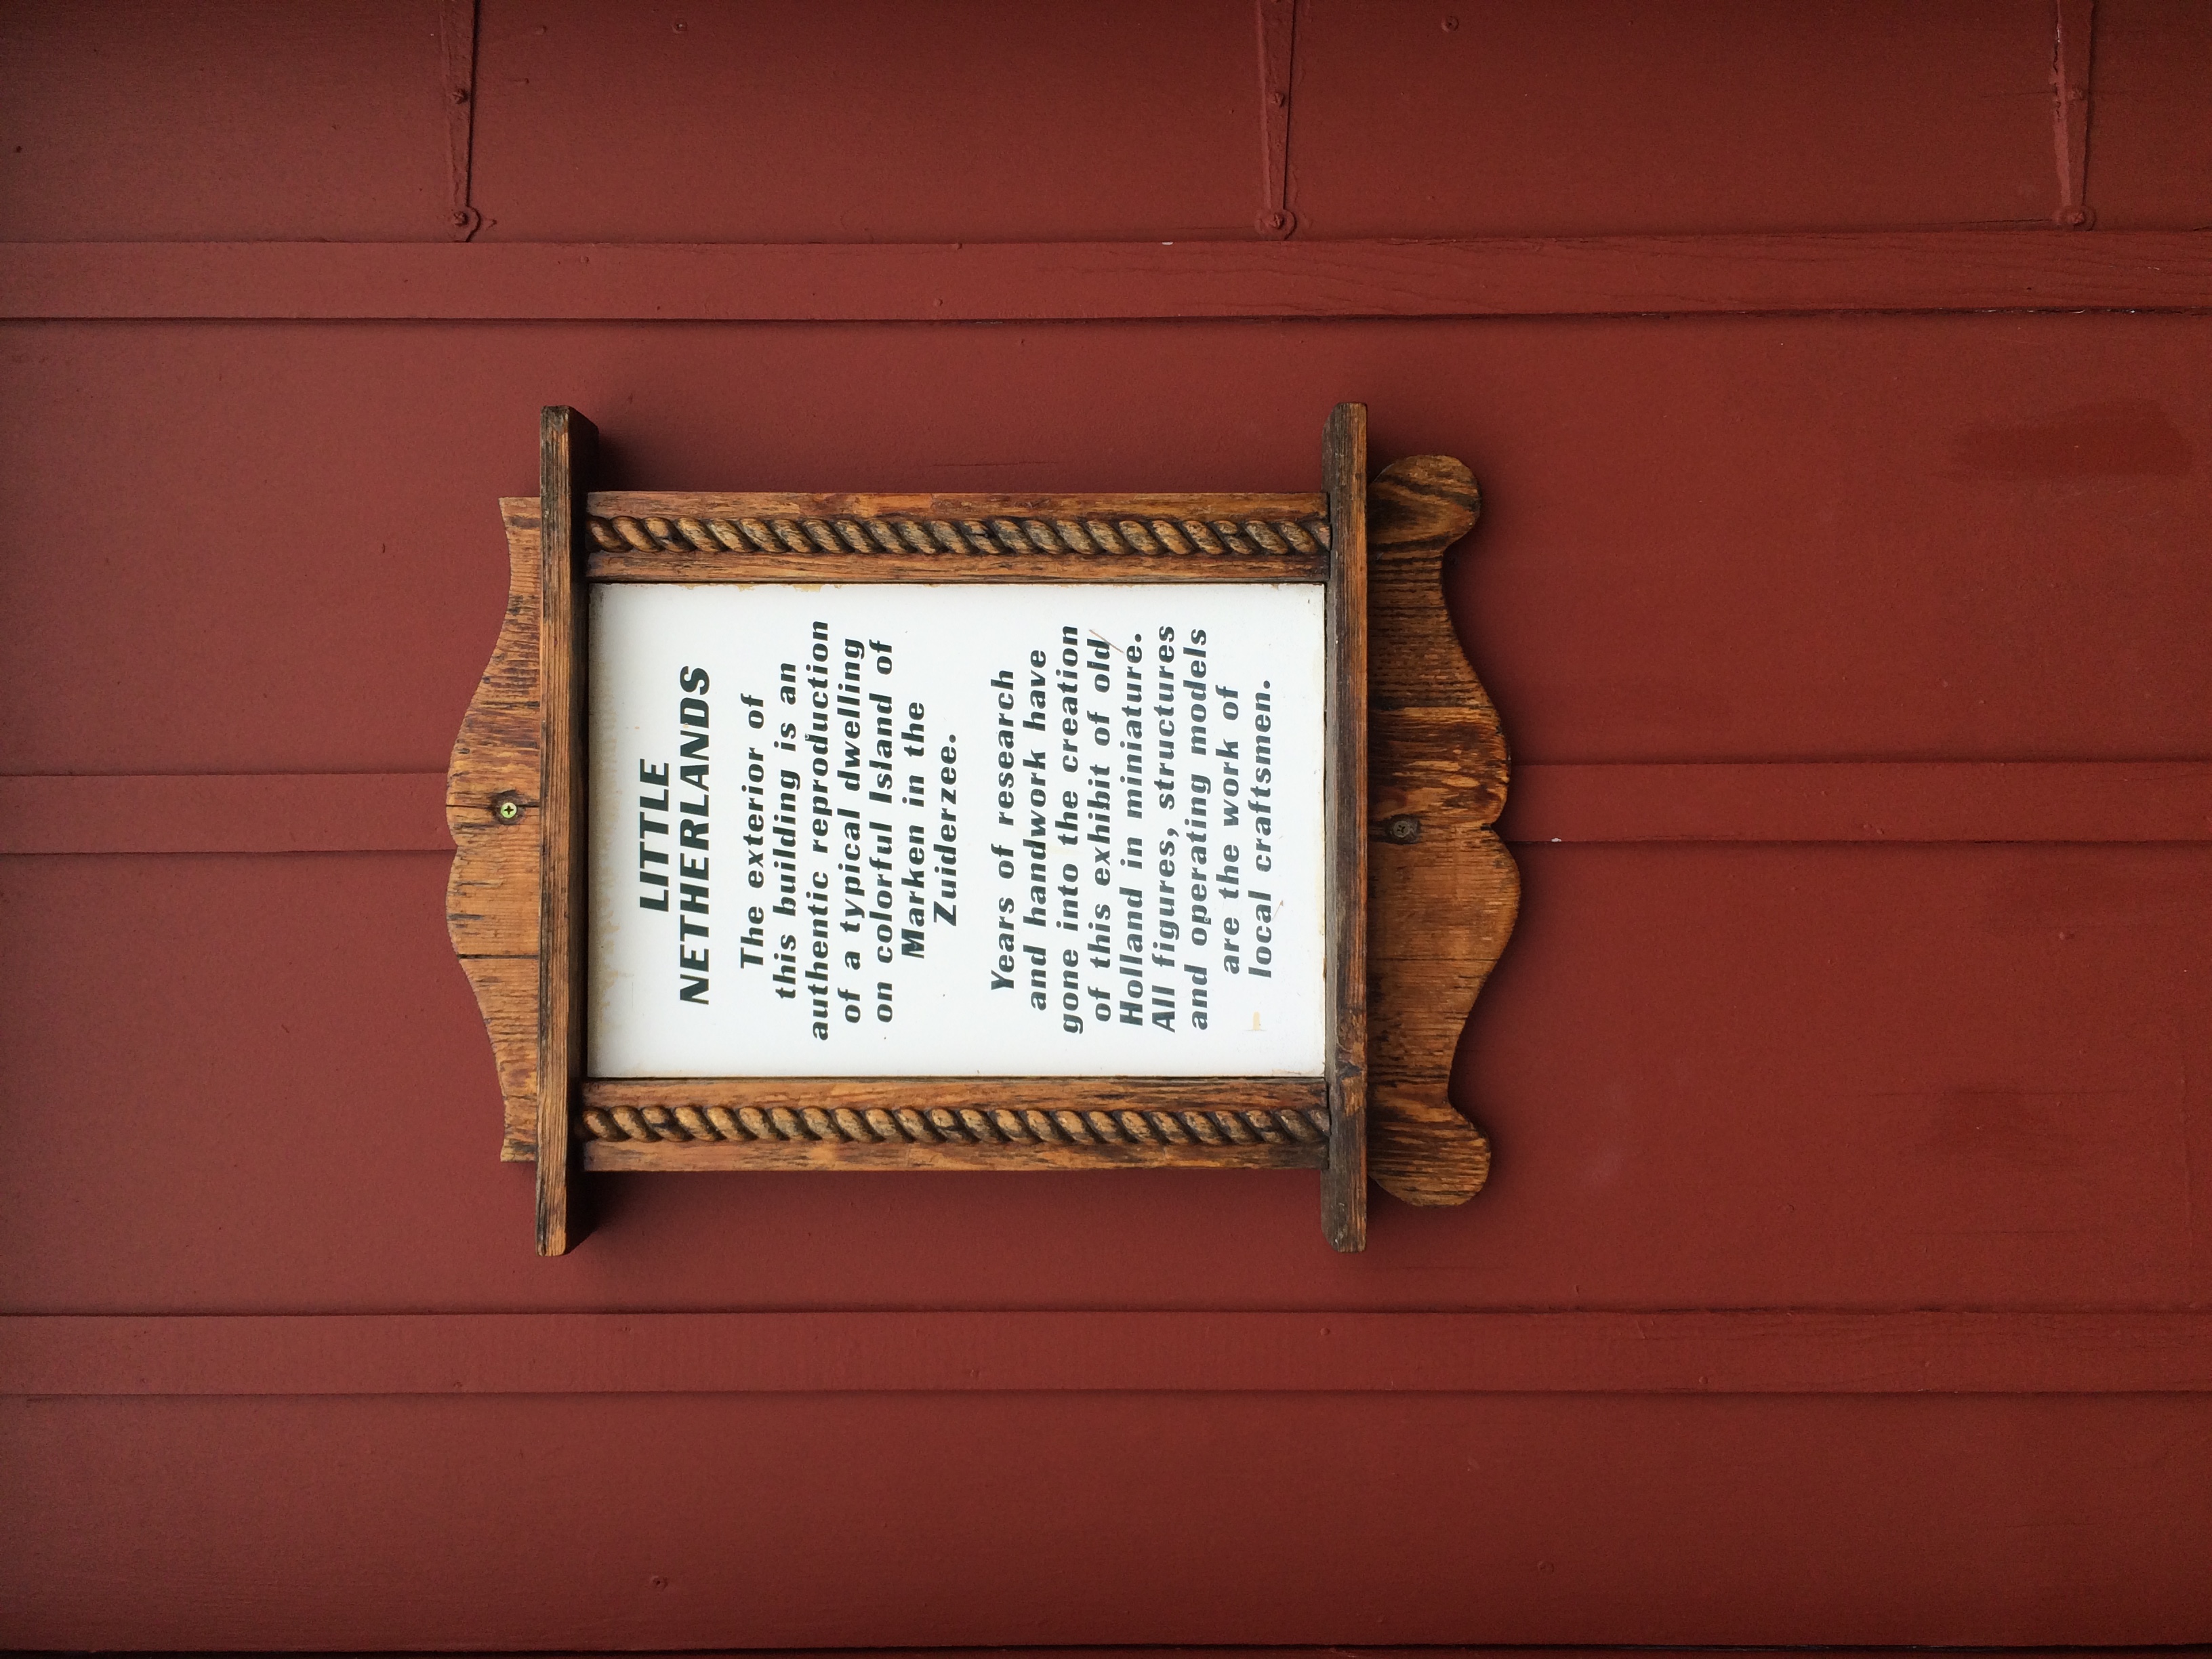 LITTLE
NETHERLANDS
The exterior of
this building is an
authentic reproduction
of a typical dwelling
on colorful Island of
Marken in the
Zuiderzee.
Years of research
and handwork have
gone into the creation
of this exhibit of old
Holland in miniature.
All figures, structures
and operating models
are the work of
local craftsmen.